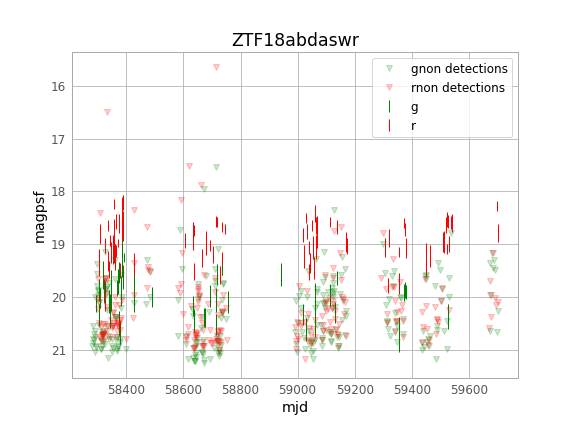 ZTF18abdaswr
gnon detections
rnon detections
g
r
magpsf
16
17
18
19
20
21
58400 58600 58800 59000 59200 59400 59600
mjd